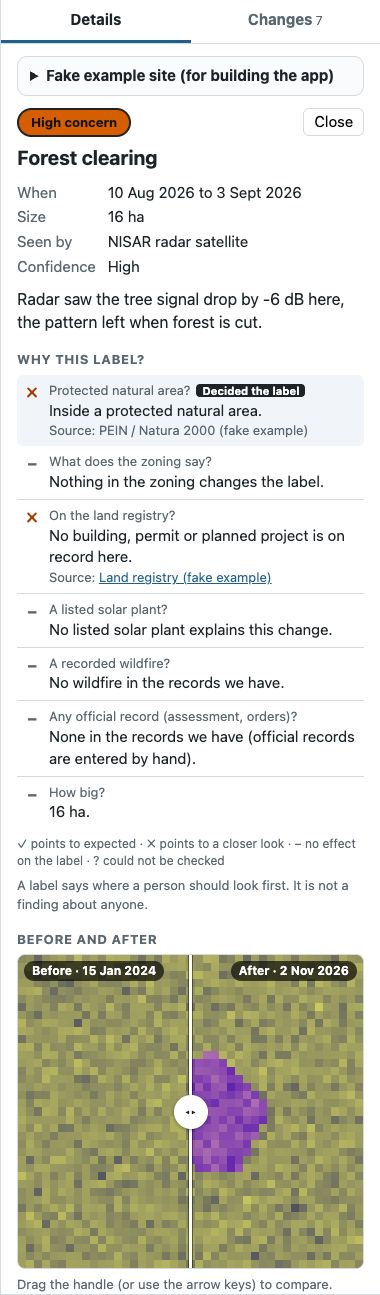 Details
Changes 7
▶ Fake example site (for building the app)
High concern
Close
Forest clearing
When 10 Aug 2026 to 3 Sept 2026
Size 16 ha
Seen by NISAR radar satellite
Confidence High
Radar saw the tree signal drop by -6 dB here,
the pattern left when forest is cut.
WHY THIS LABEL?
✕ Protected natural area? Decided the label
Inside a protected natural area.
Source: PEIN / Natura 2000 (fake example)
– What does the zoning say?
Nothing in the zoning changes the label.
✕ On the land registry?
No building, permit or planned project is on
record here.
Source: Land registry (fake example)
– A listed solar plant?
No listed solar plant explains this change.
– A recorded wildfire?
No wildfire in the records we have.
– Any official record (assessment, orders)?
None in the records we have (official records
are entered by hand).
– How big?
16 ha.
✓ points to expected · ✕ points to a closer look · – no effect
on the label · ? could not be checked
A label says where a person should look first. It is not a
finding about anyone.
BEFORE AND AFTER
Before · 15 Jan 2024
After · 2 Nov 2026
Drag the handle (or use the arrow keys) to compare.